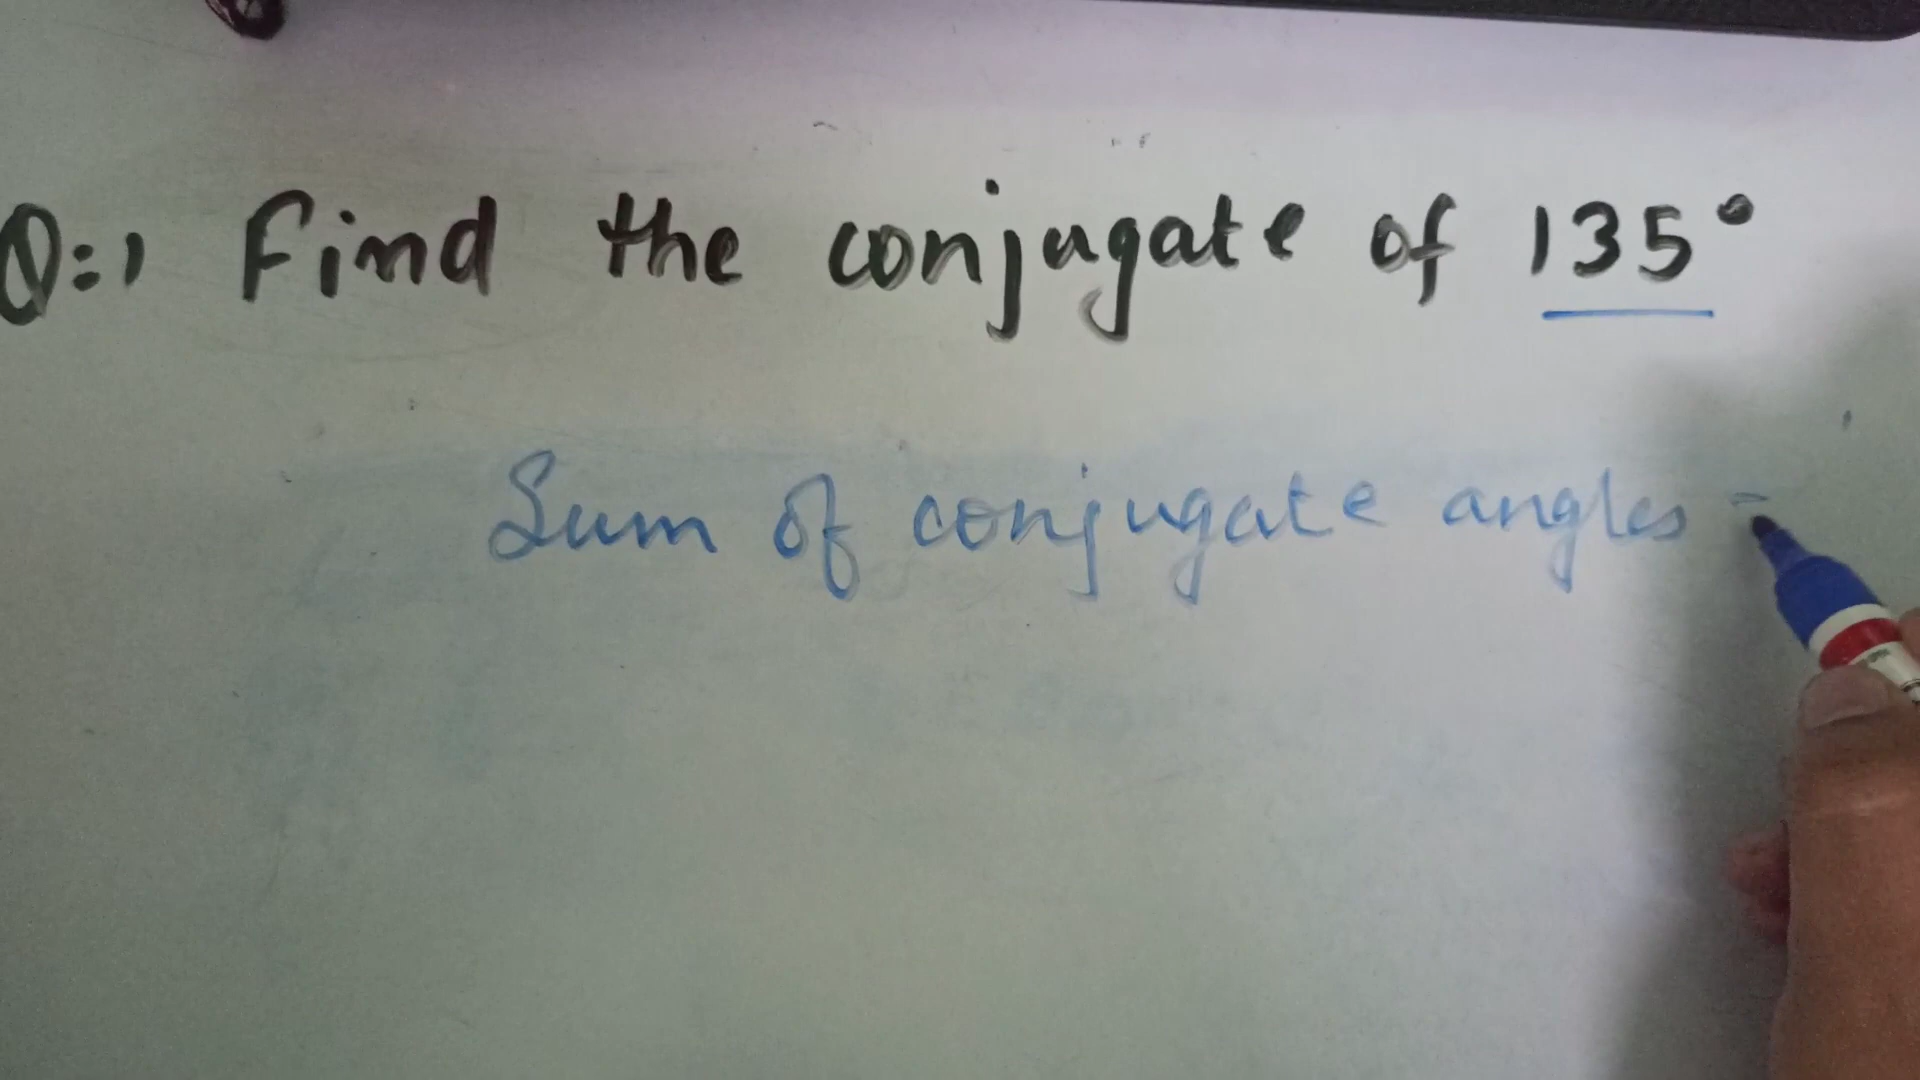 Q:1 Find the conjugate of 135°
Sum of conjugate angles =